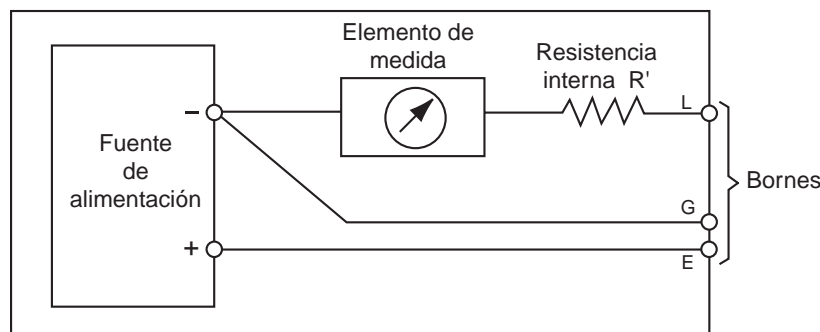 Elemento de
medida
Resistencia
interna R'
L
−
Fuente
de
alimentación
Bornes
G
+
E